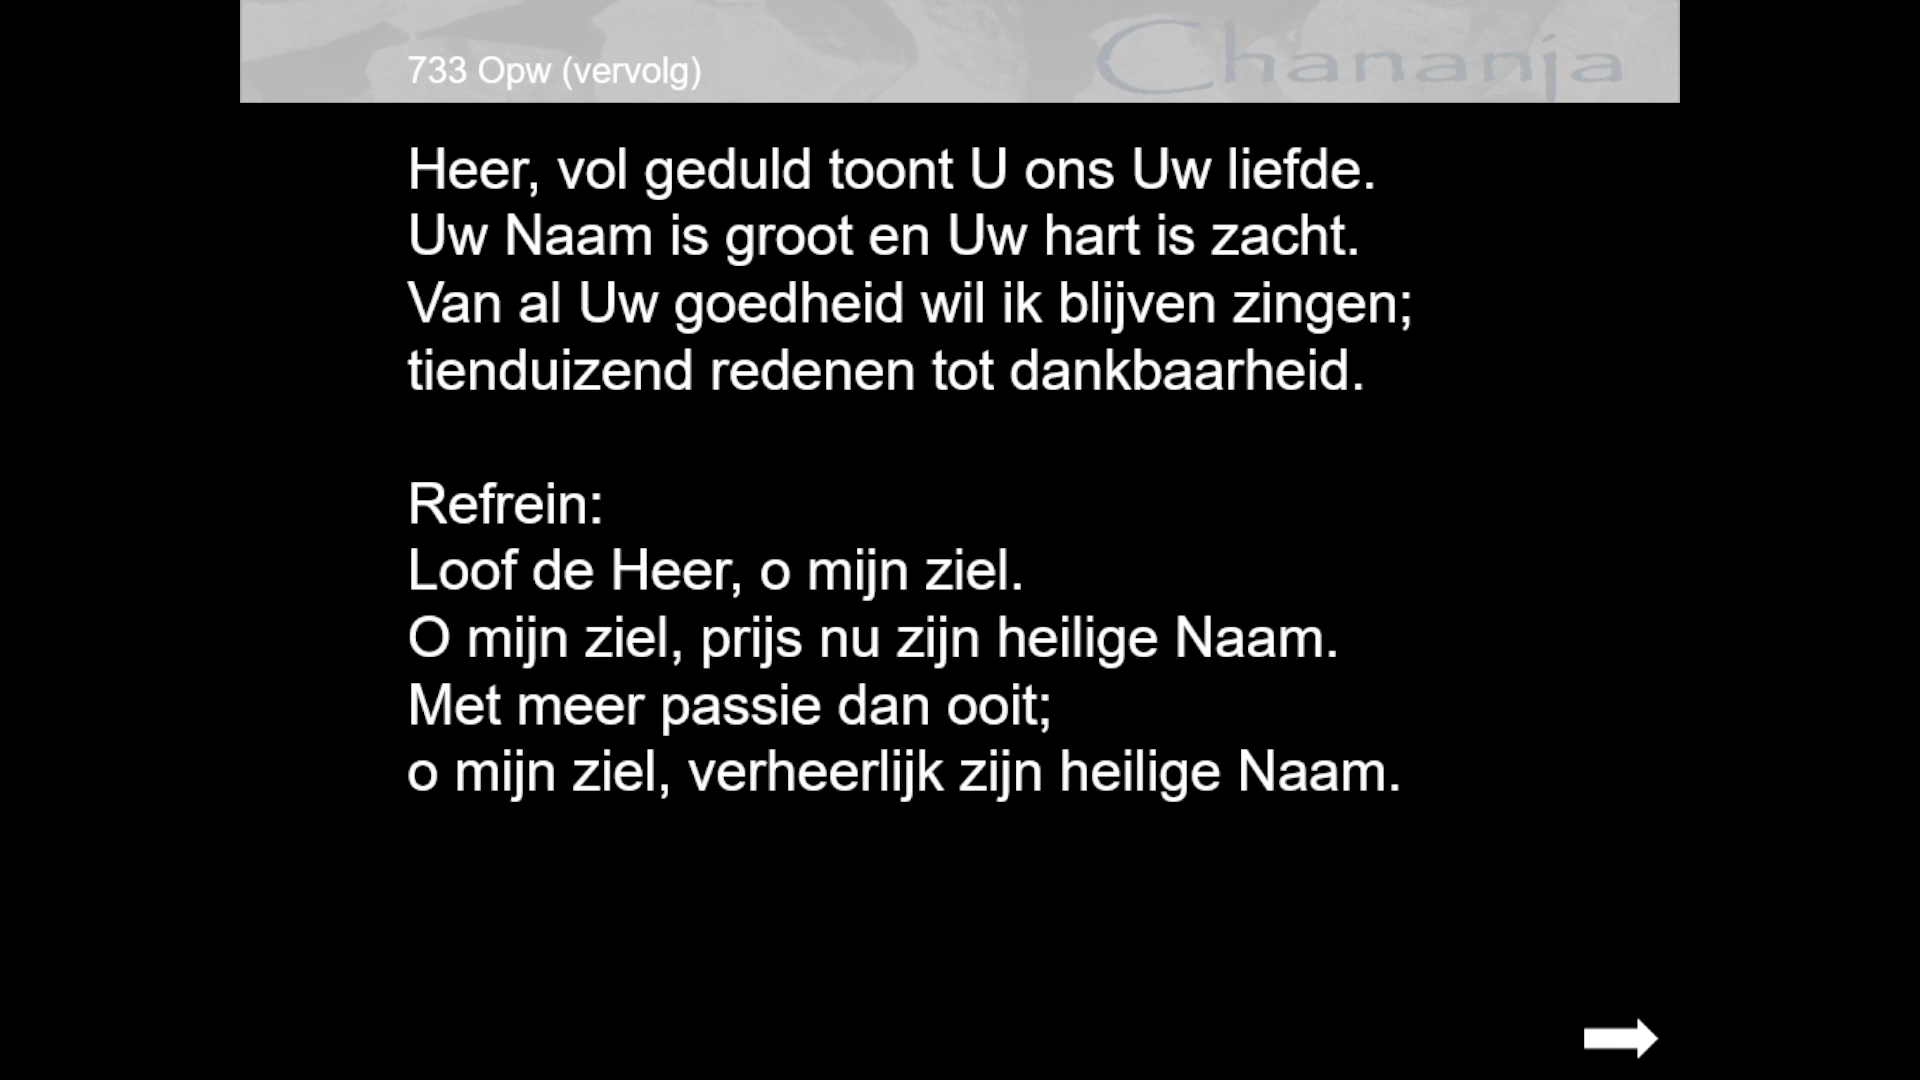 733 Opw (vervolg)
Chananja
Heer, vol geduld toont U ons Uw liefde.
Uw Naam is groot en Uw hart is zacht.
Van al Uw goedheid wil ik blijven zingen;
tienduizend redenen tot dankbaarheid.
Refrein:
Loof de Heer, o mijn ziel.
O mijn ziel, prijs nu zijn heilige Naam.
Met meer passie dan ooit;
o mijn ziel, verheerlijk zijn heilige Naam.